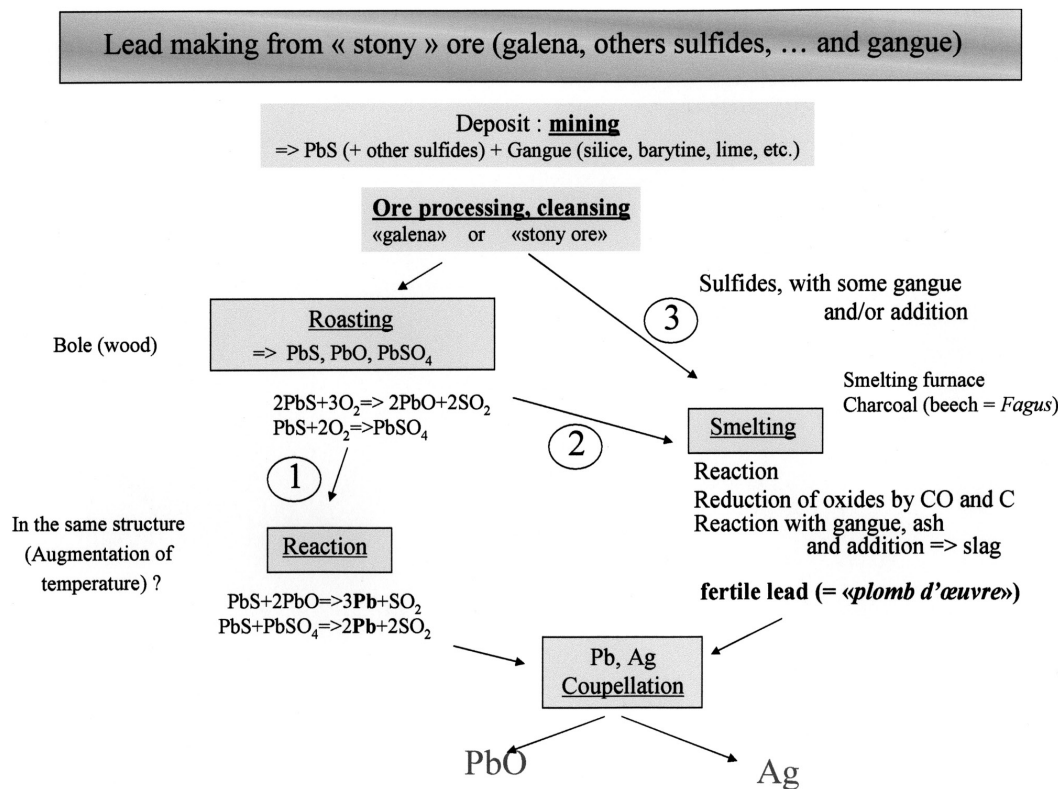 Lead making from « stony » ore (galena, others sulfides, … and gangue)
Deposit : mining
=> PbS (+ other sulfides) + Gangue (silice, barytine, lime, etc.)
Ore processing, cleansing
«galena» or «stony ore»
Sulfides, with some gangue
and/or addition
3
Bole (wood)
Roasting
=> PbS, PbO, PbSO₄
2PbS+3O₂=> 2PbO+2SO₂
PbS+2O₂=>PbSO₄
2
Smelting furnace
Charcoal (beech = Fagus)
Smelting
Reaction
Reduction of oxides by CO and C
Reaction with gangue, ash
and addition => slag
fertile lead (= «plomb d’œuvre»)
1
In the same structure
(Augmentation of
temperature) ?
Reaction
PbS+2PbO=>3Pb+SO₂
PbS+PbSO₄=>2Pb+2SO₂
Pb, Ag
Coupellation
PbO
Ag